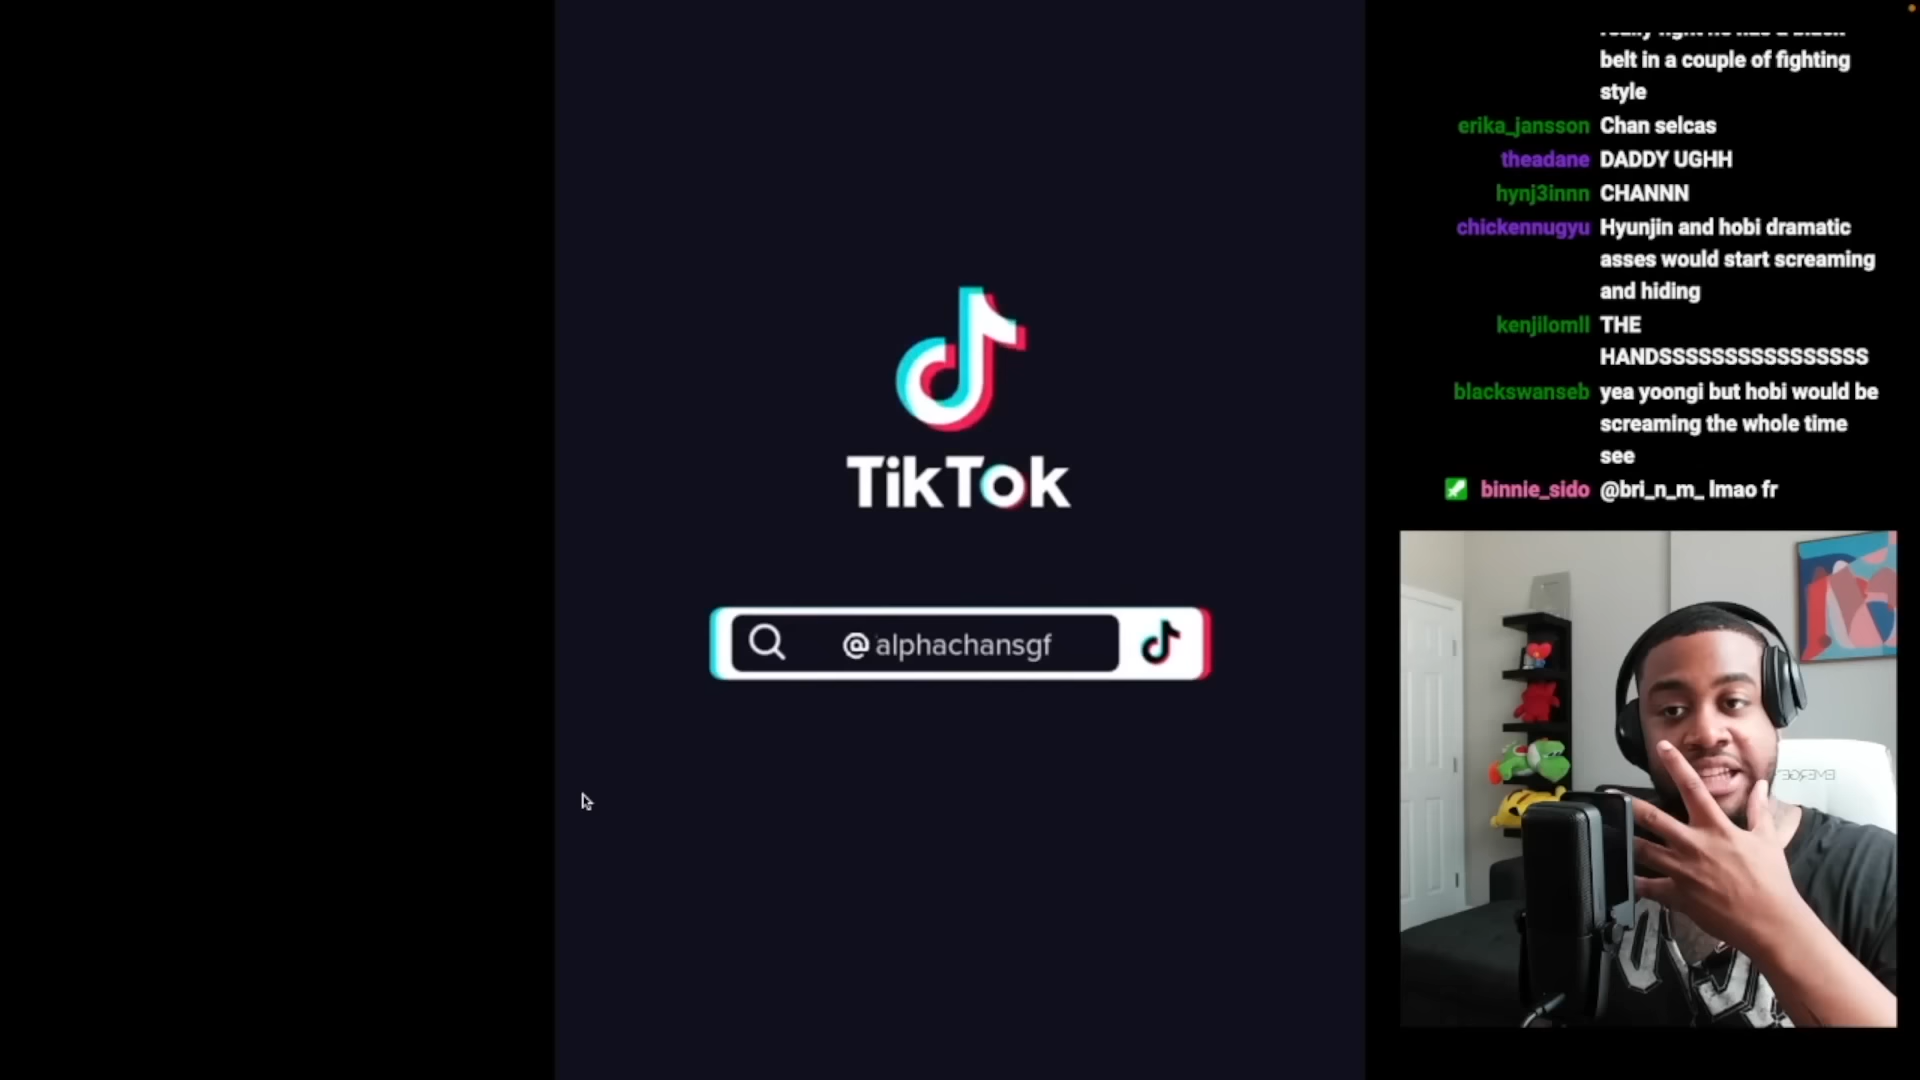 TikTok
@alphachansgf
belt in a couple of fighting
style
erika_jansson Chan selcas
theadane DADDY UGHH
hynj3innn CHANNN
chickennugyu Hyunjin and hobi dramatic
asses would start screaming
and hiding
kenjilomll THE
HANDSSSSSSSSSSSSSSSS
blackswanseb yea yoongi but hobi would be
screaming the whole time
see
binnie_sido @bri_n_m_ lmao fr